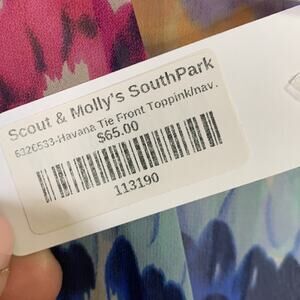 Scout & Molly's SouthPark
6326533-Havana Tie Front Toppink/nav.
$65.00
113190